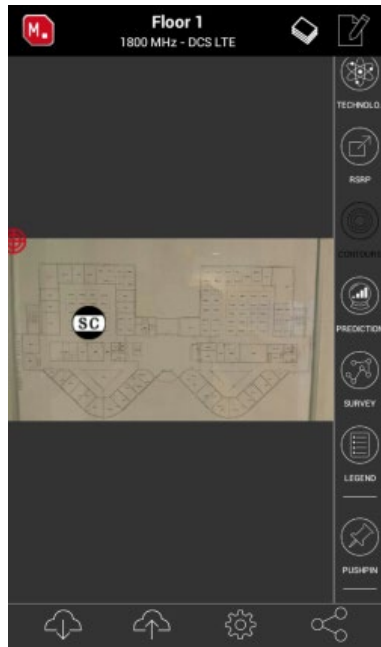 M.
Floor 1
1800 MHz - DCS LTE
TECHNOLO
RSRP
CONTOURS
SC
PREDICTION
SURVEY
LEGEND
PUSHPIN